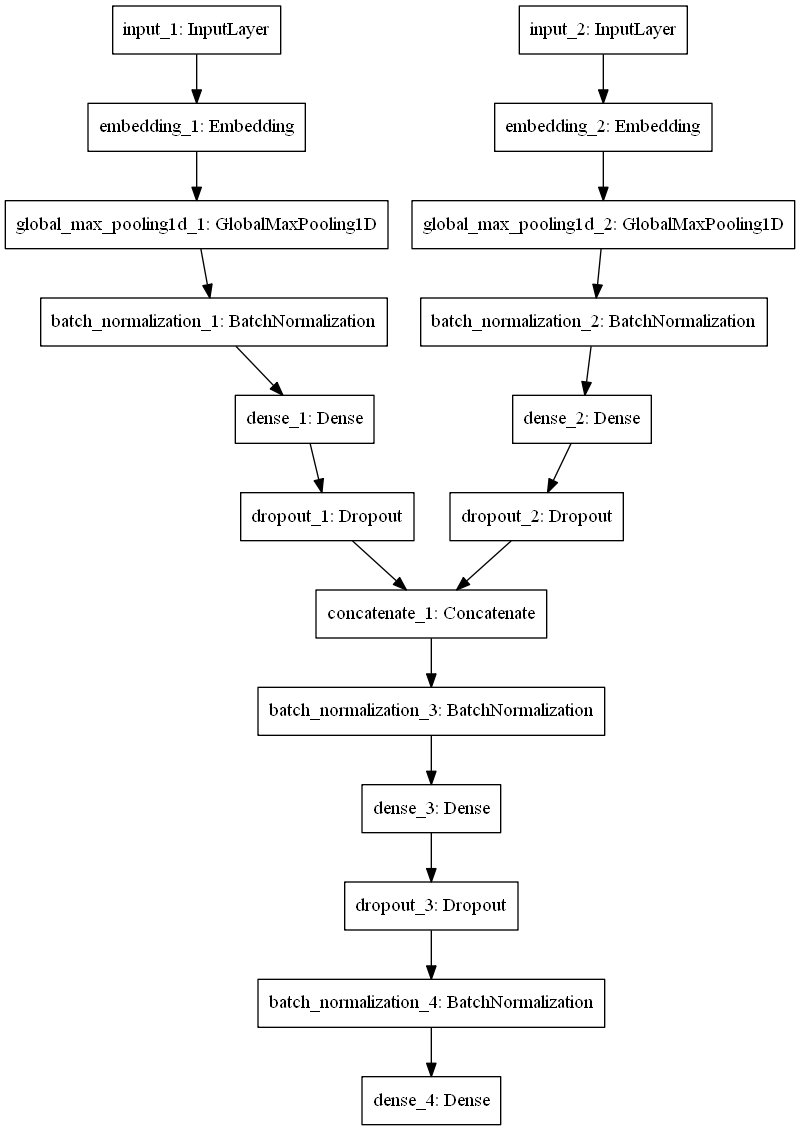 input_1: InputLayer
input_2: InputLayer
embedding_1: Embedding
embedding_2: Embedding
global_max_pooling1d_1: GlobalMaxPooling1D
global_max_pooling1d_2: GlobalMaxPooling1D
batch_normalization_1: BatchNormalization
batch_normalization_2: BatchNormalization
dense_1: Dense
dense_2: Dense
dropout_1: Dropout
dropout_2: Dropout
concatenate_1: Concatenate
batch_normalization_3: BatchNormalization
dense_3: Dense
dropout_3: Dropout
batch_normalization_4: BatchNormalization
dense_4: Dense